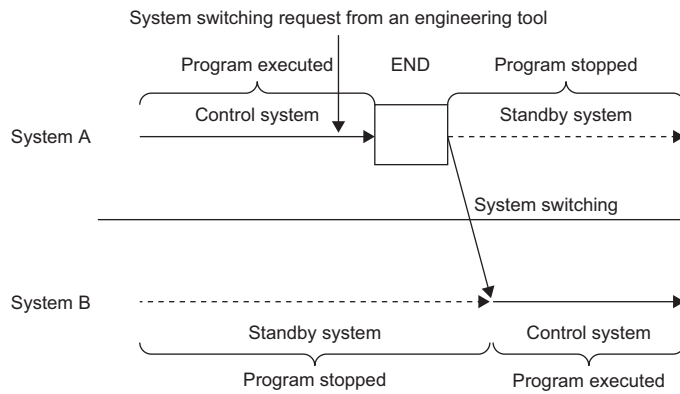 System switching request from an engineering tool
Program executed
END
Program stopped
Control system
Standby system
System A
System switching
System B
Standby system
Control system
Program stopped
Program executed